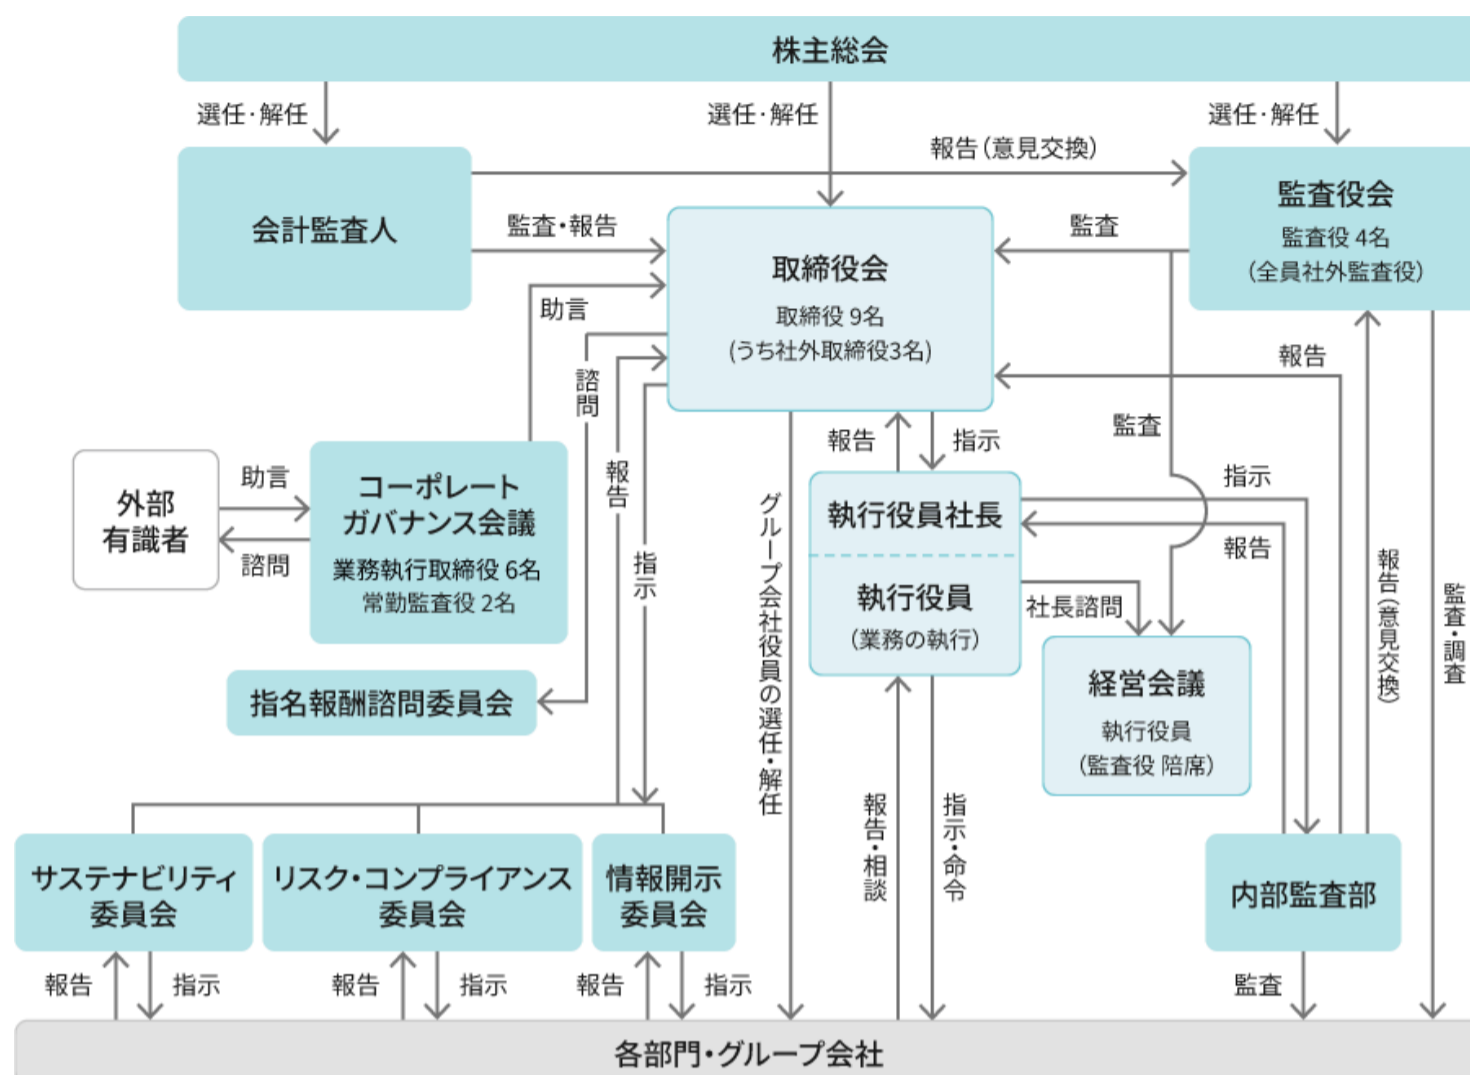 株主総会
選任・解任
選任・解任
選任・解任
報告（意見交換）
会計監査人
監査・報告
監査
監査役会
監査役 4名
（全員社外監査役）
取締役会
取締役 9名
(うち社外取締役3名)
助言
諮問
報告
監査
報告
指示
外部
有識者
助言
諮問
コーポレート
ガバナンス会議
業務執行取締役 6名
常勤監査役 2名
報告
指示
グループ会社役員の選任・解任
執行役員社長
執行役員
（業務の執行）
指示
報告
社長諮問
報告（意見交換）
監査・調査
指名報酬諮問委員会
経営会議
執行役員
（監査役 陪席）
報告・相談
指示・命令
サステナビリティ
委員会
リスク・コンプライアンス
委員会
情報開示
委員会
内部監査部
報告
指示
報告
指示
報告
指示
監査
各部門・グループ会社